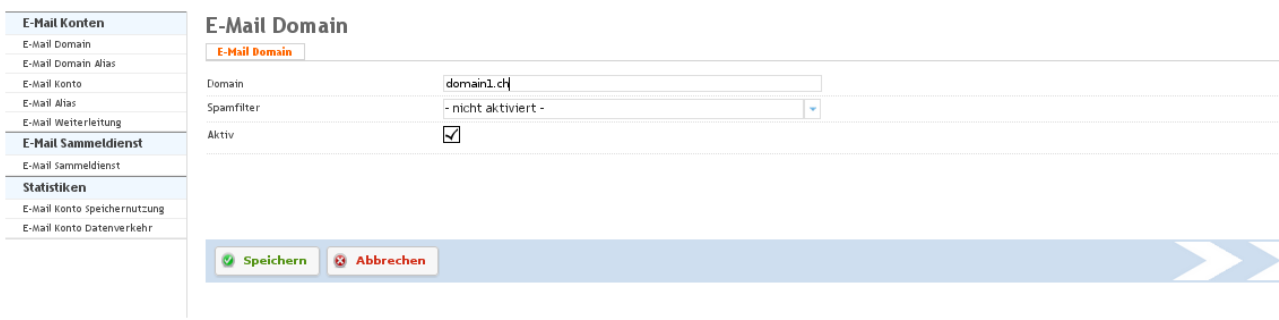 E-Mail Konten
E-Mail Domain
E-Mail Domain Alias
E-Mail Konto
E-Mail Alias
E-Mail Weiterleitung
E-Mail Sammeldienst
E-Mail Sammeldienst
Statistiken
E-Mail Konto Speichernutzung
E-Mail Konto Datenverkehr
E-Mail Domain
E-Mail Domain
Domain domain1.ch
Spamfilter - nicht aktiviert -
Aktiv
Speichern Abbrechen